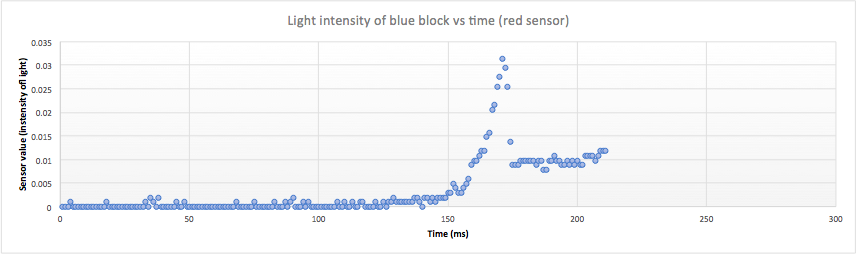 Light intensity of blue block vs time (red sensor)
Sensor value (instensity of light)
0.035
0.03
0.025
0.02
0.015
0.01
0.005
0
0 50 100 150 200 250 300
Time (ms)